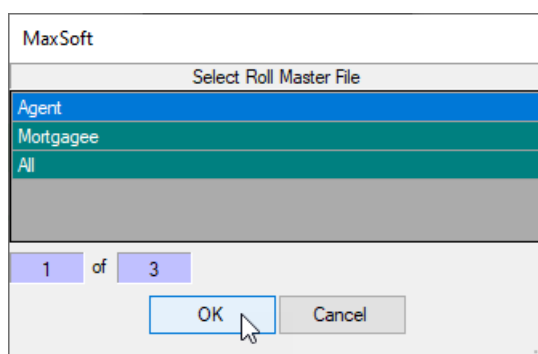 MaxSoft
Select Roll Master File
Agent
Mortgagee
All
1 of 3
OK Cancel